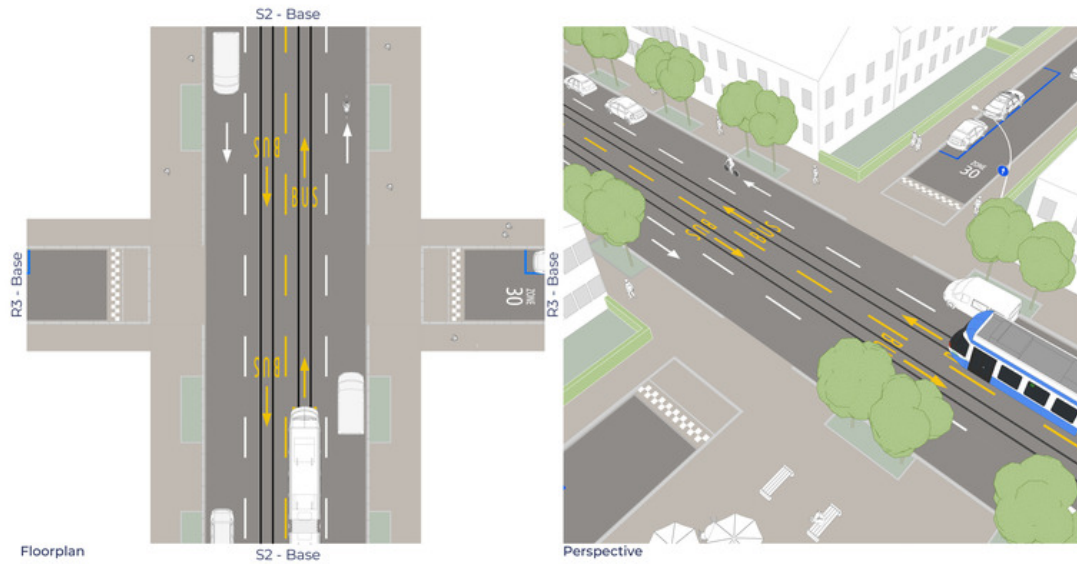 S2 - Base
BUS
BUS
R3 - Base
ZONE
30
R3 - Base
BUS
Floorplan
S2 - Base
ZONE
30
BUS
BUS
Perspective